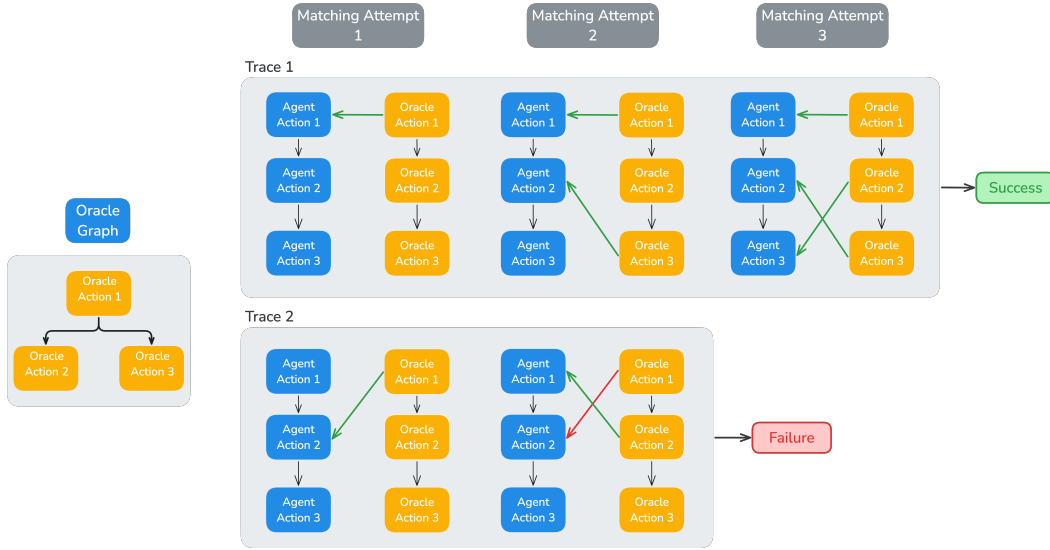 Matching Attempt
1
Matching Attempt
2
Matching Attempt
3
Trace 1
Agent
Action 1
Oracle
Action 1
Agent
Action 1
Oracle
Action 1
Agent
Action 1
Oracle
Action 1
Agent
Action 2
Oracle
Action 2
Agent
Action 2
Oracle
Action 2
Agent
Action 2
Oracle
Action 2
Agent
Action 3
Oracle
Action 3
Agent
Action 3
Oracle
Action 3
Agent
Action 3
Oracle
Action 3
Success
Oracle
Graph
Oracle
Action 1
Oracle
Action 2
Oracle
Action 3
Trace 2
Agent
Action 1
Oracle
Action 1
Agent
Action 1
Oracle
Action 1
Agent
Action 2
Oracle
Action 2
Agent
Action 2
Oracle
Action 2
Agent
Action 3
Oracle
Action 3
Agent
Action 3
Oracle
Action 3
Failure